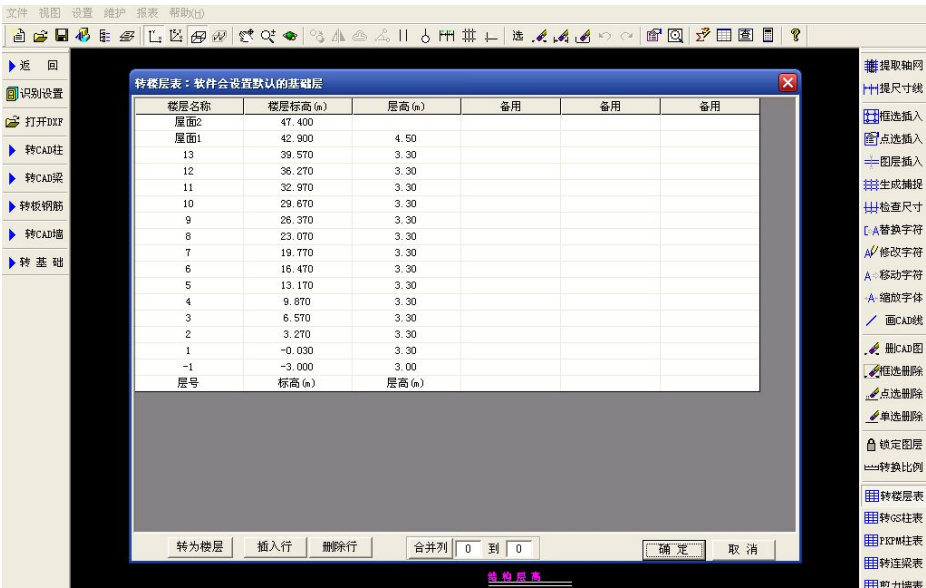 文件 视图 设置 维护 报表 帮助(H)
选
返 回
识别设置
打开DXF
转CAD柱
转CAD梁
转板钢筋
转CAD墙
转 基 础
转楼层表：软件会设置默认的基础层
楼层名称 楼层标高(m) 层高(m) 备用 备用 备用
屋面2 47.400
屋面1 42.900 4.50
13 39.570 3.30
12 36.270 3.30
11 32.970 3.30
10 29.670 3.30
9 26.370 3.30
8 23.070 3.30
7 19.770 3.30
6 16.470 3.30
5 13.170 3.30
4 9.870 3.30
3 6.570 3.30
2 3.270 3.30
1 -0.030 3.30
-1 -3.000 3.00
层号 标高(m) 层高(m)
转为楼层 插入行 删除行 合并列 0 到 0 确 定 取 消
结构层高
提取轴网
提尺寸线
框选插入
点选插入
图层插入
生成捕捉
检查尺寸
替换字符
修改字符
移动字符
缩放字体
画CAD线
删CAD图
框选删除
点选删除
单选删除
锁定图层
转换比例
转楼层表
转GS柱表
PKPM柱表
转连梁表
剪力墙表